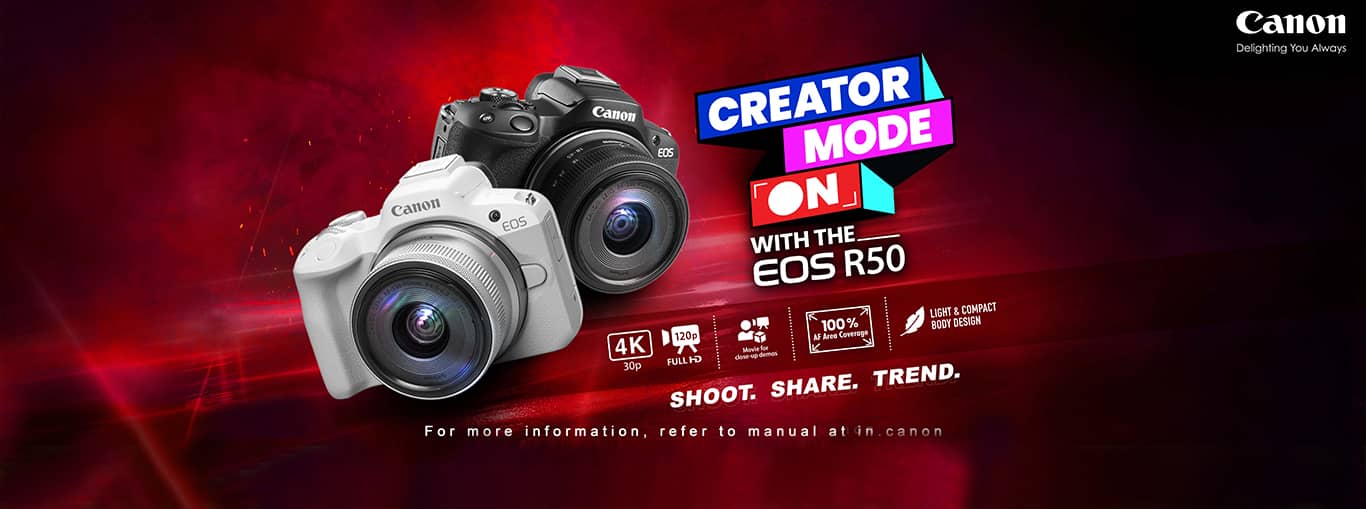 Canon
Delighting You Always
CREATOR
MODE
ON
WITH THE
EOS R50
Canon
EOS
Canon
EOS
4K
30p
120p
FULL HD
Movie for
close-up demos
100%
AF Area Coverage
LIGHT & COMPACT
BODY DESIGN
SHOOT. SHARE. TREND.
For more information, refer to manual at in.canon